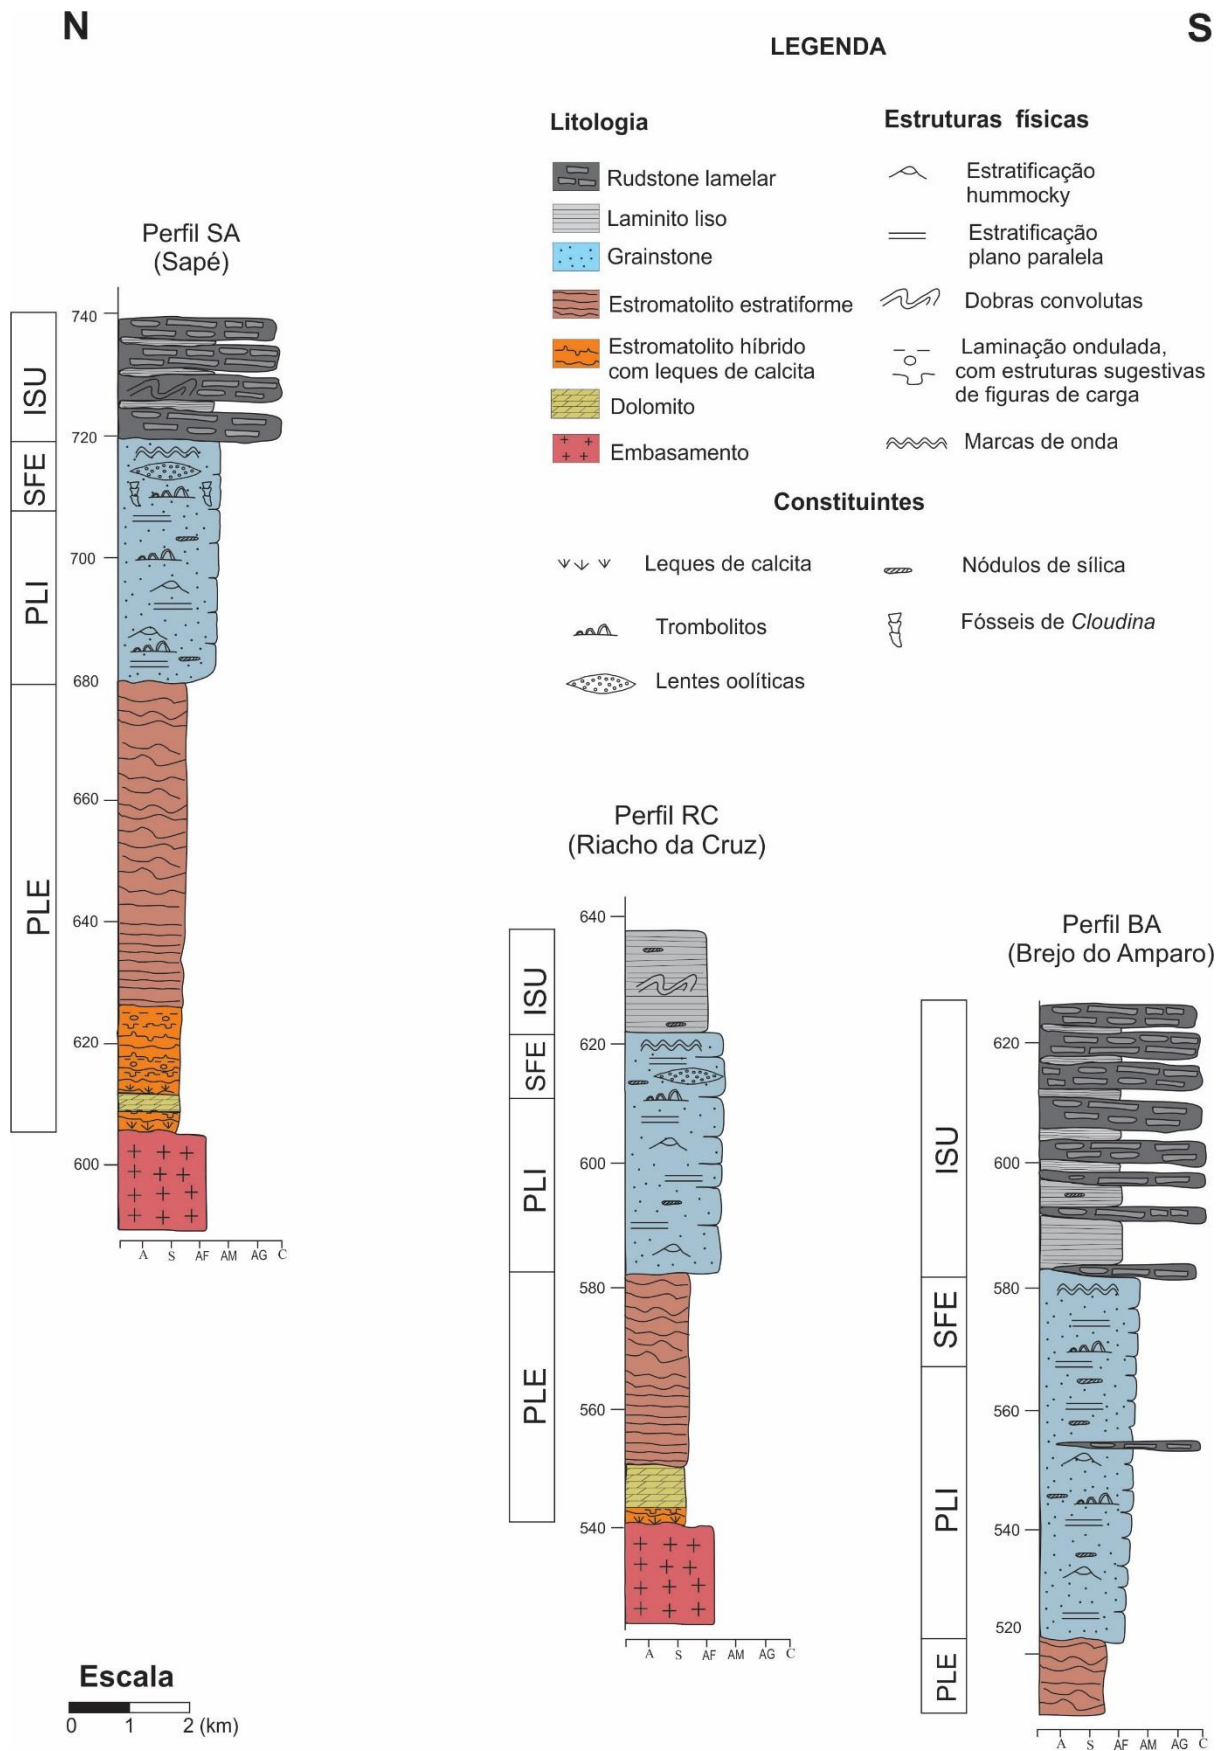 N
S
LEGENDA
Litologia
Rudstone lamelar
Laminito liso
Grainstone
Estromatolito estratiforme
Estromatolito híbrido
com leques de calcita
Dolomito
Embasamento
Estruturas físicas
Estratificação
hummocky
Estratificação
plano paralela
Dobras convolutas
Laminação ondulada,
com estruturas sugestivas
de figuras de carga
Marcas de onda
Constituintes
Leques de calcita
Trombolitos
Lentes oolíticas
Nódulos de sílica
Fósseis de Cloudina
Perfil SA
(Sapé)
ISU
SFE
PLI
PLE
740
720
700
680
660
640
620
600
A S AF AM AG C
Perfil RC
(Riacho da Cruz)
ISU
SFE
PLI
PLE
640
620
600
580
560
540
A S AF AM AG C
Perfil BA
(Brejo do Amparo)
ISU
SFE
PLI
PLE
620
600
580
560
540
520
A S AF AM AG C
Escala
0 1 2 (km)